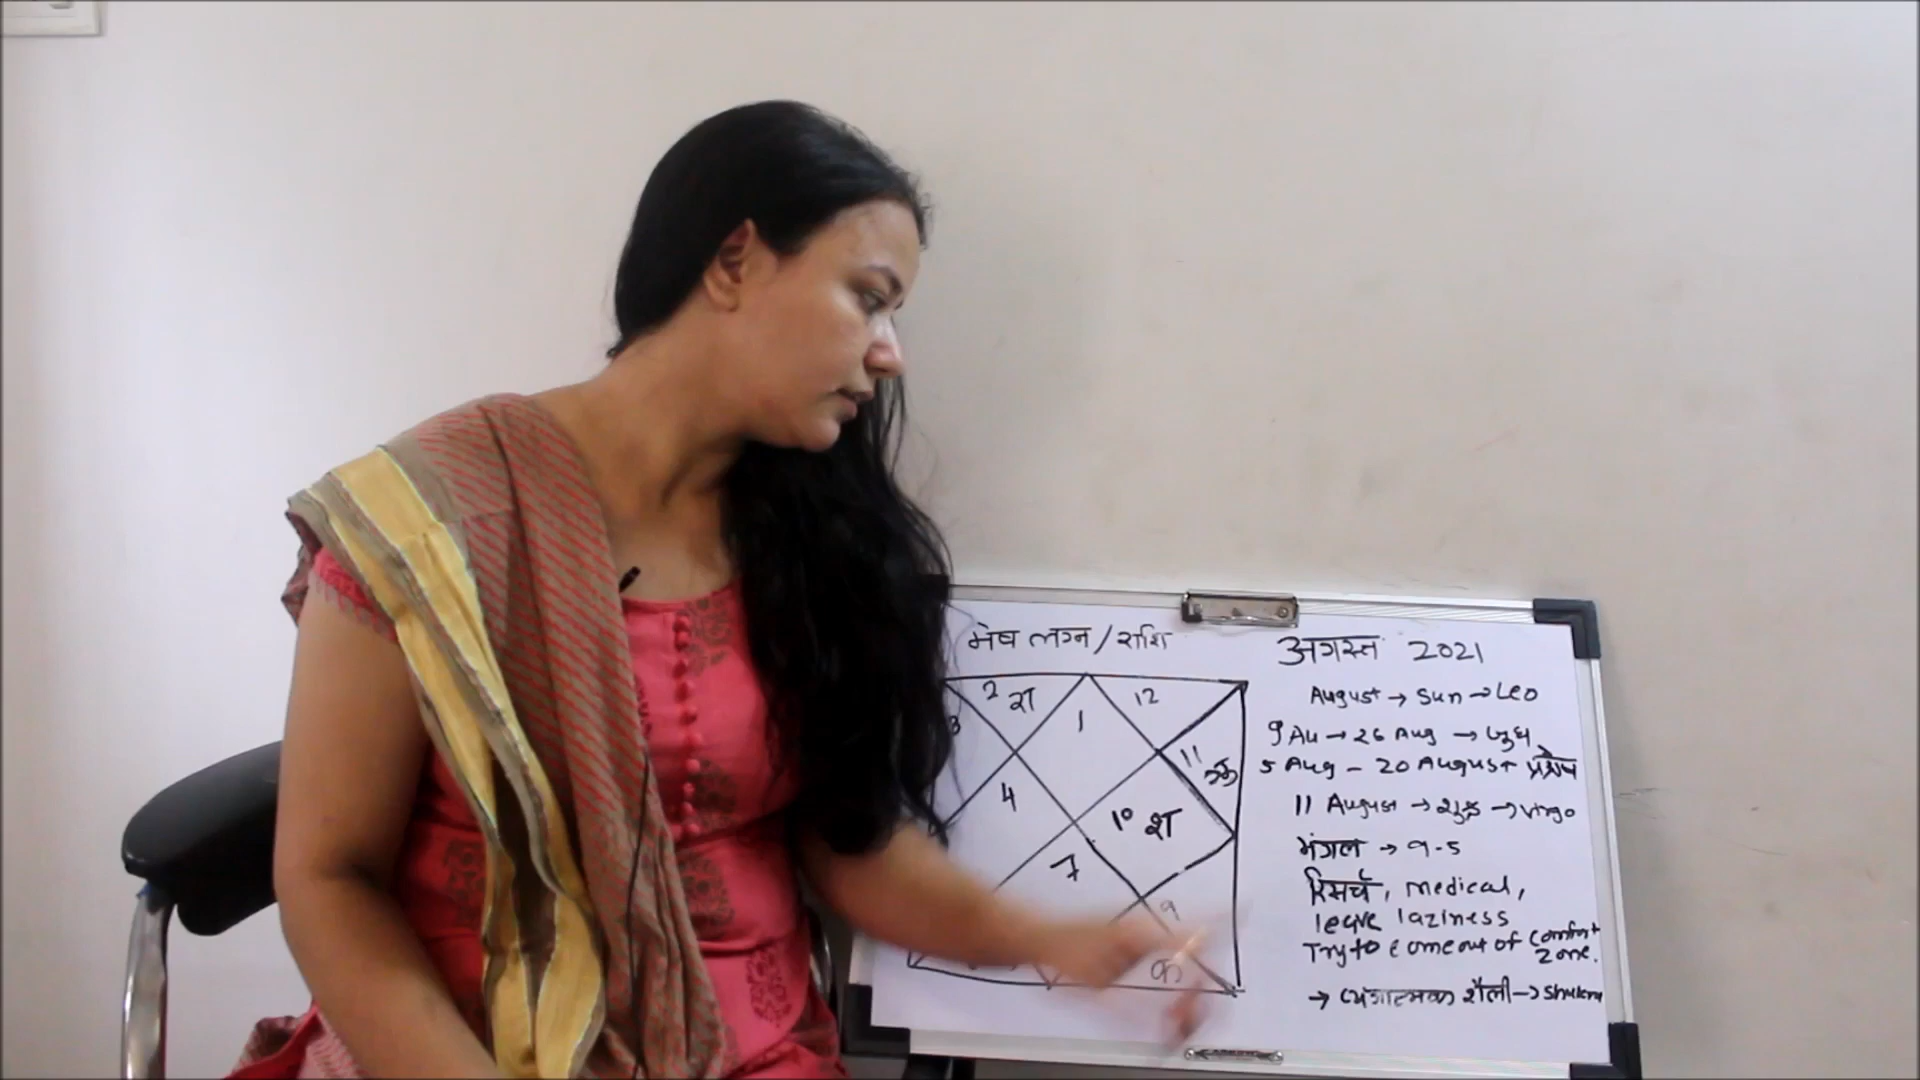 मेष लग्न / राशि
2 रा
12
3
1
11
4
10 श
7
9
के
अगस्त 2021
August → Sun → Leo
9 Au → 26 Aug → बुध
5 Aug – 20 August
11 August → शुक्र → Virgo
मंगल → 9-5
रिसर्च, medical,
leave laziness
Try to come out of comfort zone.
→ व्यंगात्मक शैली → Shukra